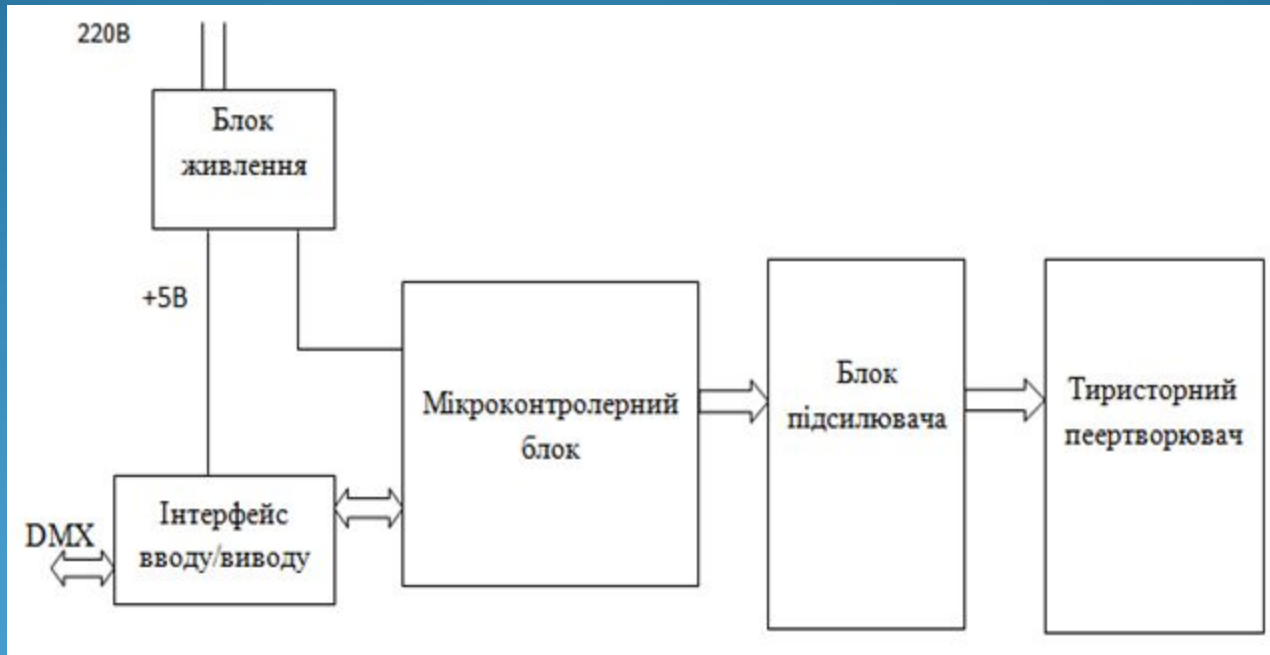 220В
Блок
живлення
+5В
Мікроконтролерний
блок
Блок
підсилювача
Тиристорний
пеертворювач
DMX
Інтерфейс
вводу/виводу